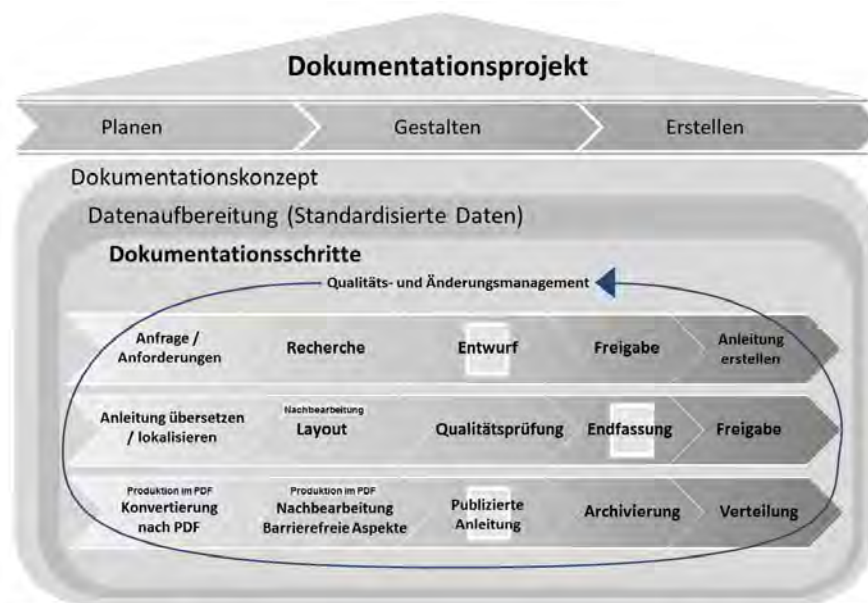 Dokumentationsprojekt
Planen
Gestalten
Erstellen
Dokumentationskonzept
Datenaufbereitung (Standardisierte Daten)
Dokumentationsschritte
Qualitäts- und Änderungsmanagement
Anfrage /
Anforderungen
Recherche
Entwurf
Freigabe
Anleitung
erstellen
Anleitung übersetzen
/ lokalisieren
Nachbearbeitung
Layout
Qualitätsprüfung
Endfassung
Freigabe
Produktion im PDF
Konvertierung
nach PDF
Produktion im PDF
Nachbearbeitung
Barrierefreie Aspekte
Publizierte
Anleitung
Archivierung
Verteilung